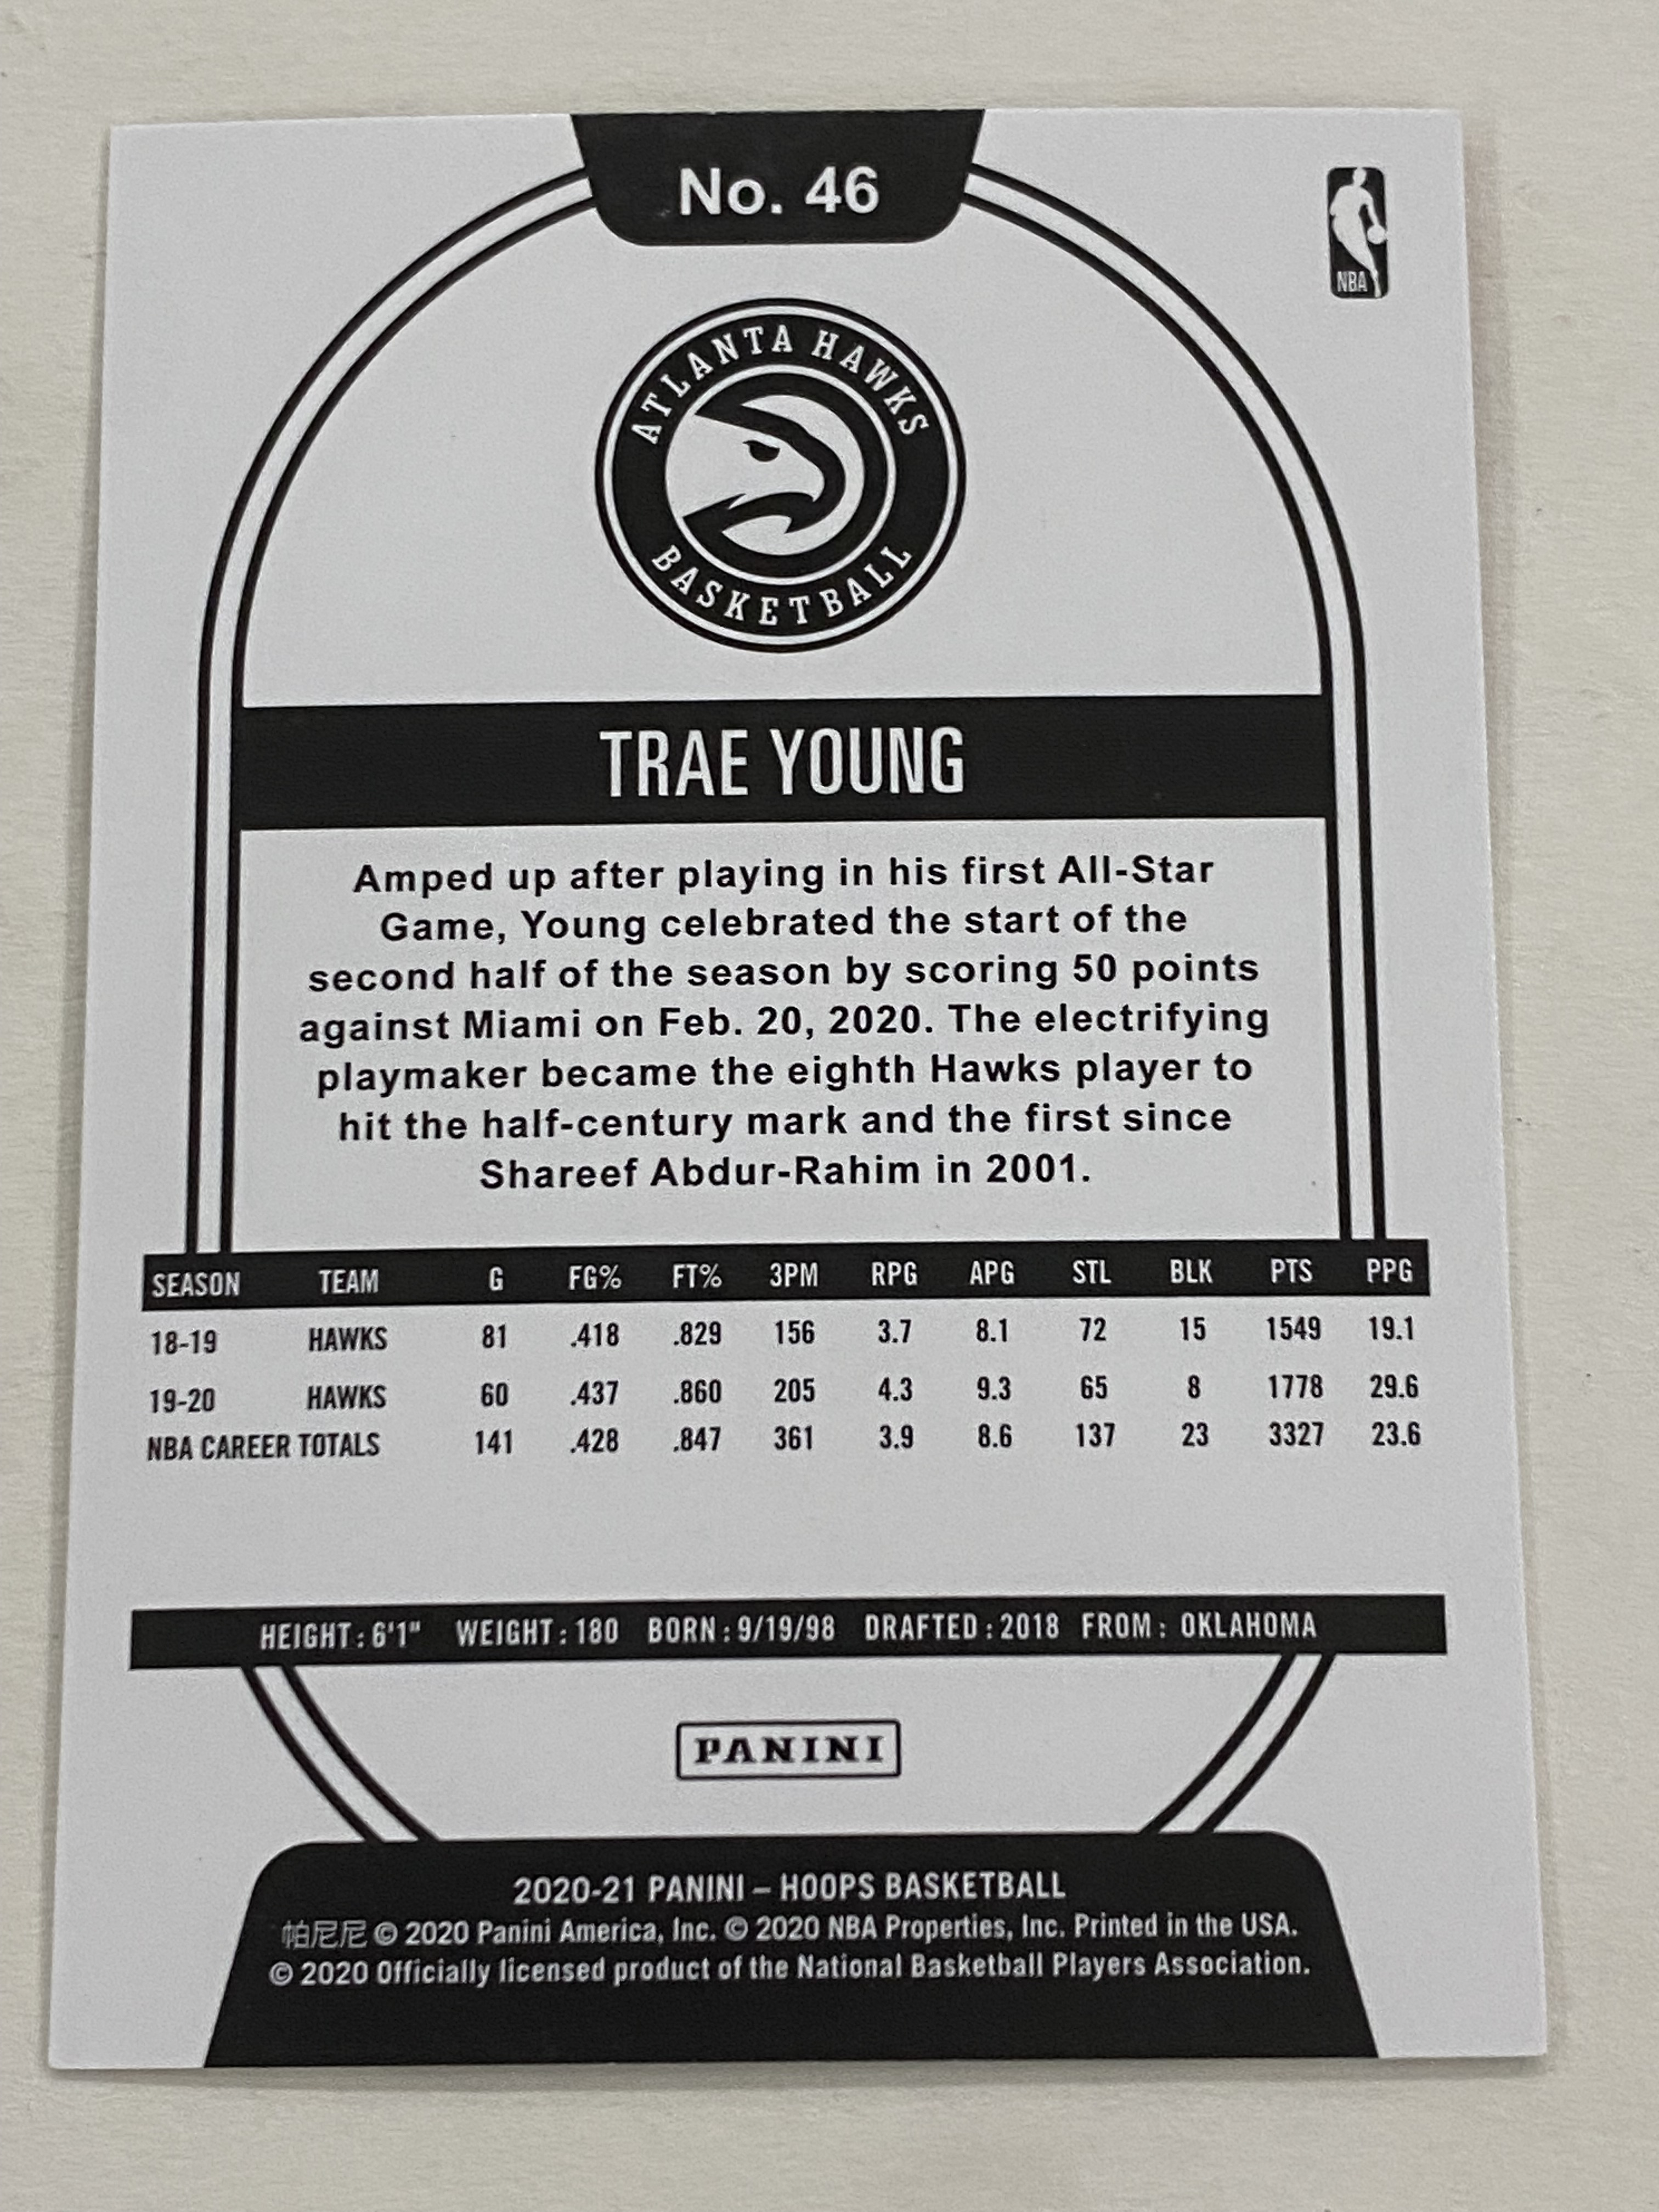 No. 46
NBA
ATLANTA HAWKS
BASKETBALL
TRAE YOUNG
Amped up after playing in his first All-Star
Game, Young celebrated the start of the
second half of the season by scoring 50 points
against Miami on Feb. 20, 2020. The electrifying
playmaker became the eighth Hawks player to
hit the half-century mark and the first since
Shareef Abdur-Rahim in 2001.
SEASON TEAM G FG% FT% 3PM RPG APG STL BLK PTS PPG
18-19 HAWKS 81 .418 .829 156 3.7 8.1 72 15 1549 19.1
19-20 HAWKS 60 .437 .860 205 4.3 9.3 65 8 1778 29.6
NBA CAREER TOTALS 141 .428 .847 361 3.9 8.6 137 23 3327 23.6
HEIGHT: 6'1" WEIGHT: 180 BORN: 9/19/98 DRAFTED: 2018 FROM: OKLAHOMA
PANINI
2020-21 PANINI – HOOPS BASKETBALL
帕尼尼 © 2020 Panini America, Inc. © 2020 NBA Properties, Inc. Printed in the USA.
© 2020 Officially licensed product of the National Basketball Players Association.